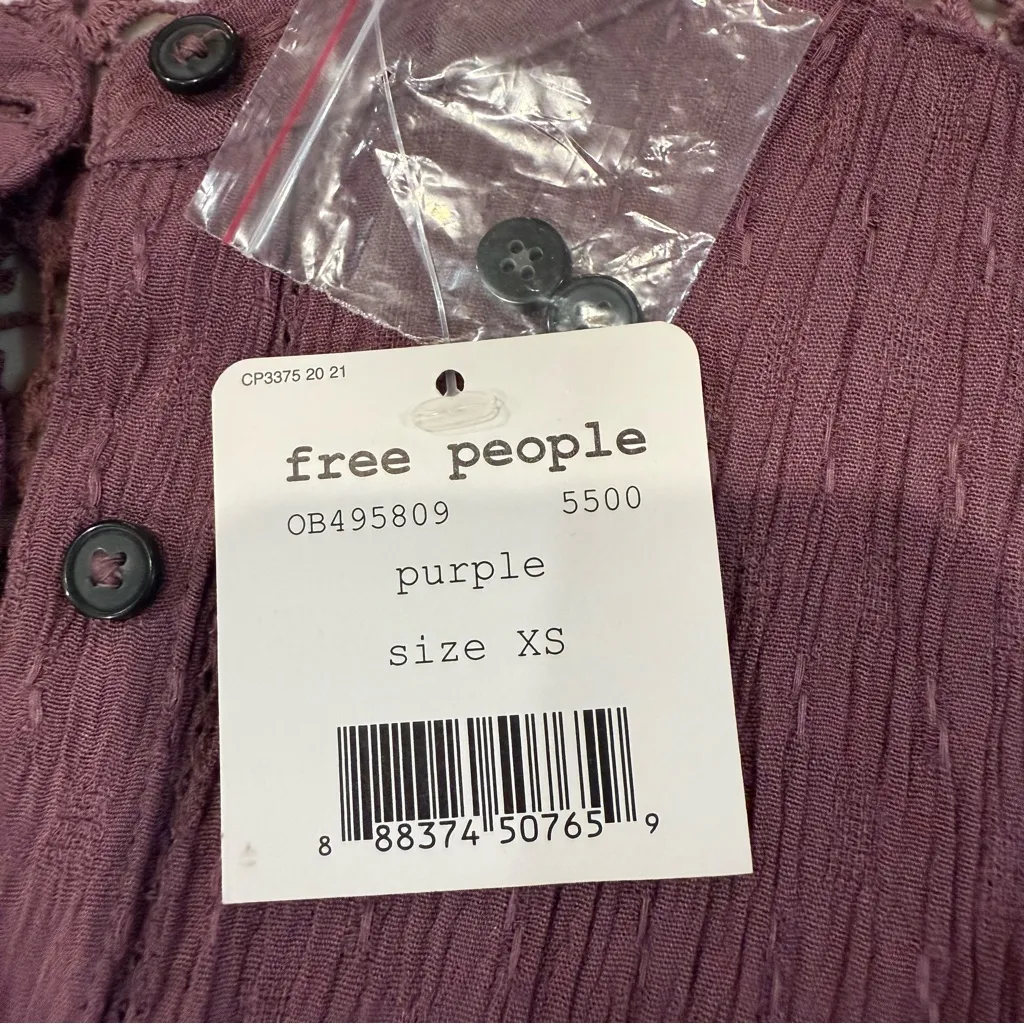 CP3375 20 21
free people
OB495809 5500
purple
size XS
8 88374 50765 9